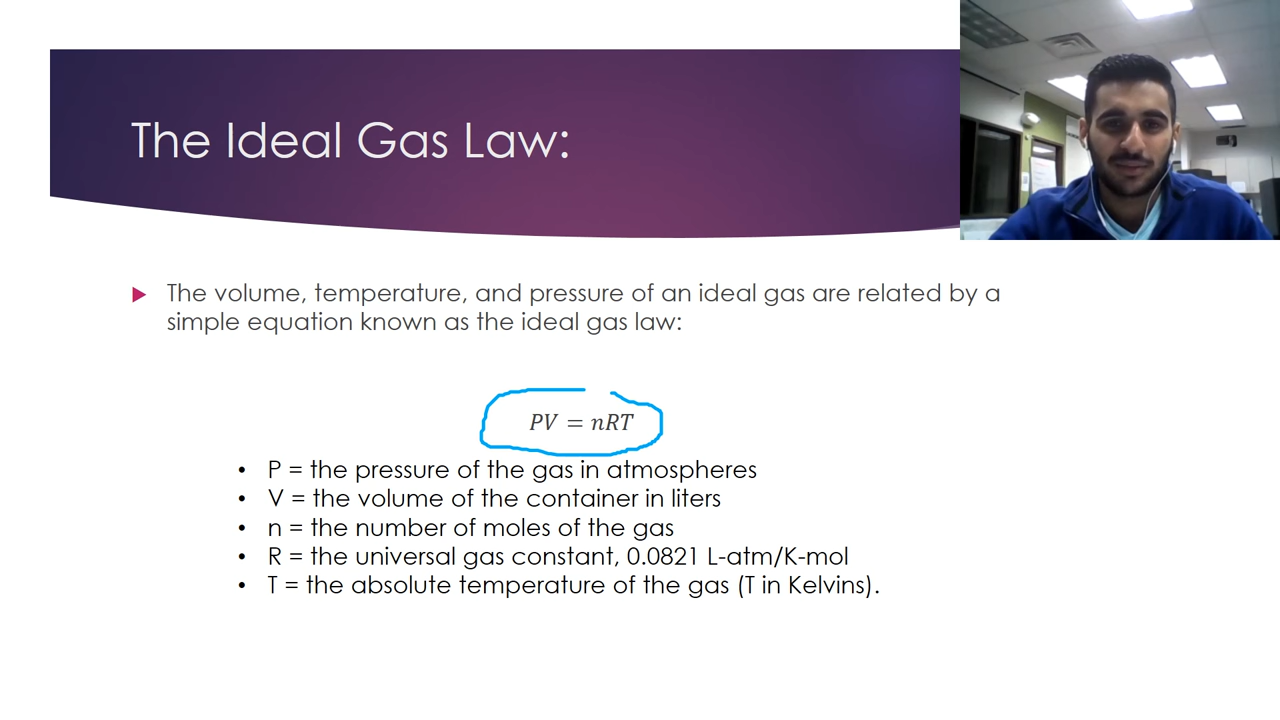 The Ideal Gas Law:
The volume, temperature, and pressure of an ideal gas are related by a
simple equation known as the ideal gas law:
PV = nRT
• P = the pressure of the gas in atmospheres
• V = the volume of the container in liters
• n = the number of moles of the gas
• R = the universal gas constant, 0.0821 L-atm/K-mol
• T = the absolute temperature of the gas (T in Kelvins).